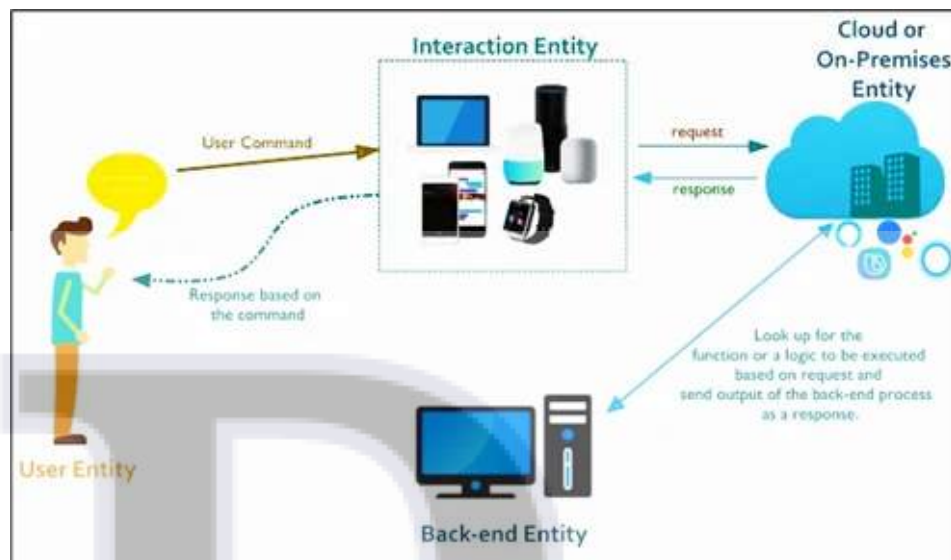 Interaction Entity
Cloud or
On-Premises
Entity
User Command
request
response
Response based on
the command
Look up for the
function or a logic to be executed
based on request and
send output of the back-end process
as a response.
User Entity
Back-end Entity